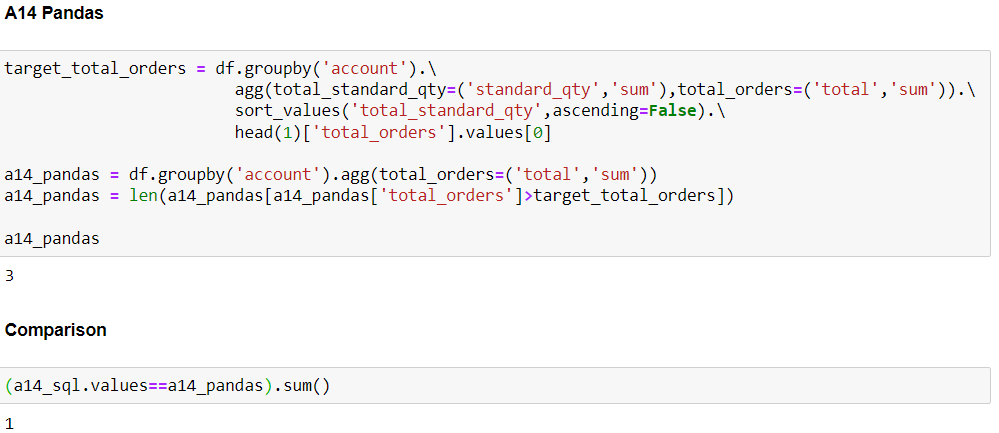 A14 Pandas
target_total_orders = df.groupby('account').\
agg(total_standard_qty=('standard_qty','sum'),total_orders=('total','sum')).\
sort_values('total_standard_qty',ascending=False).\
head(1)['total_orders'].values[0]
a14_pandas = df.groupby('account').agg(total_orders=('total','sum'))
a14_pandas = len(a14_pandas[a14_pandas['total_orders']>target_total_orders])
a14_pandas
3
Comparison
(a14_sql.values==a14_pandas).sum()
1